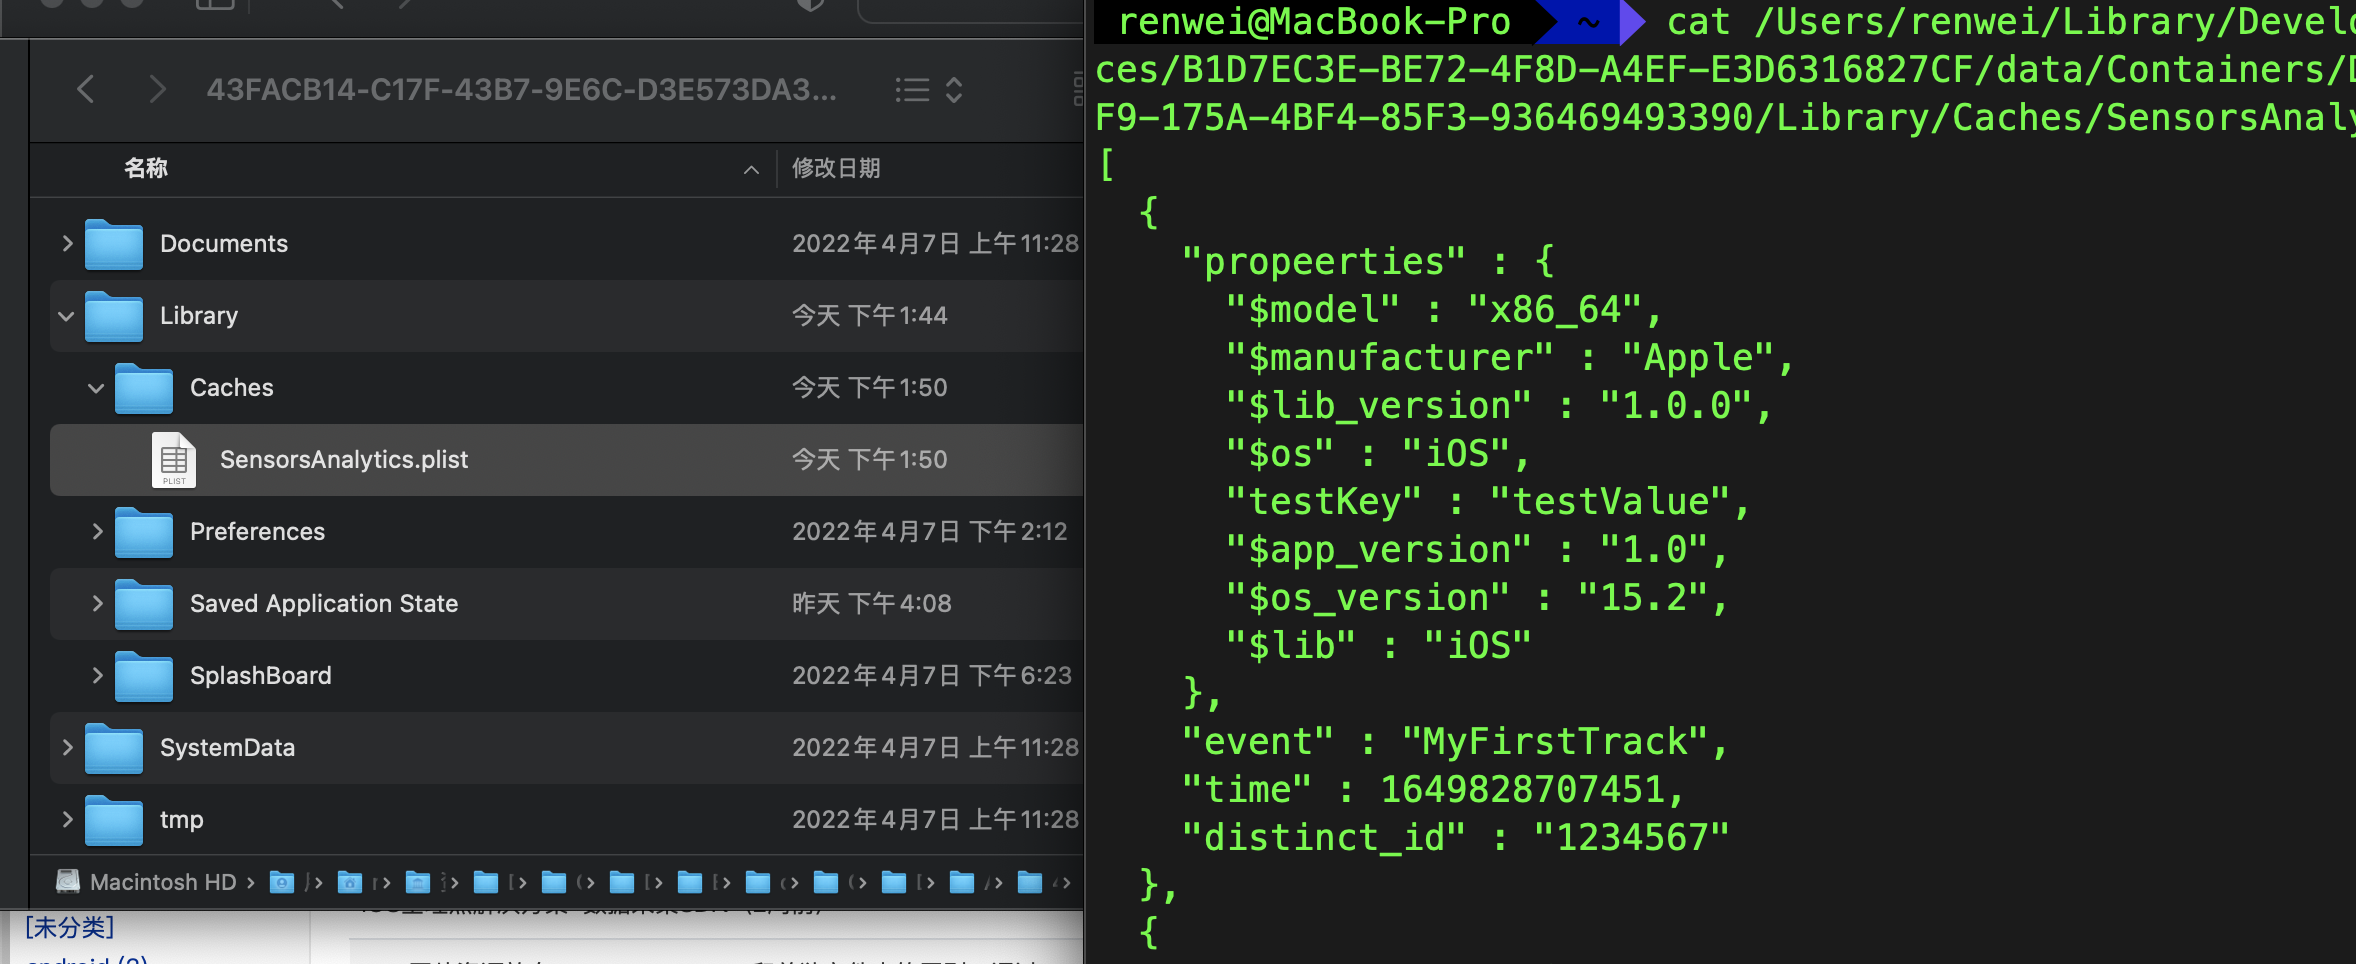 43FACB14-C17F-43B7-9E6C-D3E573DA3...
名称 修改日期
Documents 2022年4月7日 上午11:28
Library 今天 下午1:44
Caches 今天 下午1:50
PLIST
SensorsAnalytics.plist 今天 下午1:50
Preferences 2022年4月7日 下午2:12
Saved Application State 昨天 下午4:08
SplashBoard 2022年4月7日 下午6:23
SystemData 2022年4月7日 上午11:28
tmp 2022年4月7日 上午11:28
Macintosh HD
[未分类]
renwei@MacBook-Pro ~ cat /Users/renwei/Library/Develo
ces/B1D7EC3E-BE72-4F8D-A4EF-E3D6316827CF/data/Containers/D
F9-175A-4BF4-85F3-936469493390/Library/Caches/SensorsAnaly
[
{
"propeerties" : {
"$model" : "x86_64",
"$manufacturer" : "Apple",
"$lib_version" : "1.0.0",
"$os" : "iOS",
"testKey" : "testValue",
"$app_version" : "1.0",
"$os_version" : "15.2",
"$lib" : "iOS"
},
"event" : "MyFirstTrack",
"time" : 1649828707451,
"distinct_id" : "1234567"
},
{